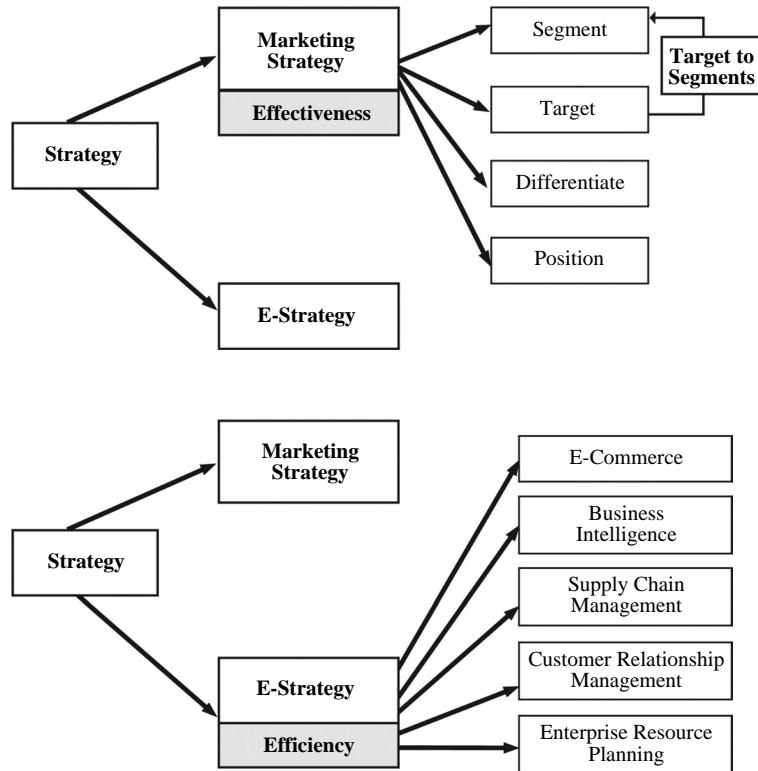 Marketing
Strategy
Effectiveness
Strategy
E-Strategy
Segment
Target
Differentiate
Position
Target to
Segments
Marketing
Strategy
Strategy
E-Strategy
Efficiency
E-Commerce
Business
Intelligence
Supply Chain
Management
Customer Relationship
Management
Enterprise Resource
Planning